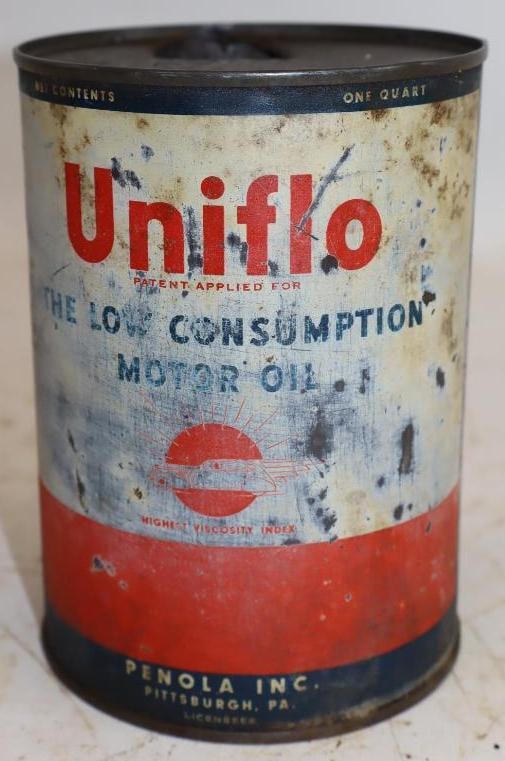 NET CONTENTS ONE QUART
Uniflo
PATENT APPLIED FOR
THE LOW CONSUMPTION
MOTOR OIL
HIGHEST VISCOSITY INDEX
PENOLA INC.
PITTSBURGH, PA.
LICENSEES